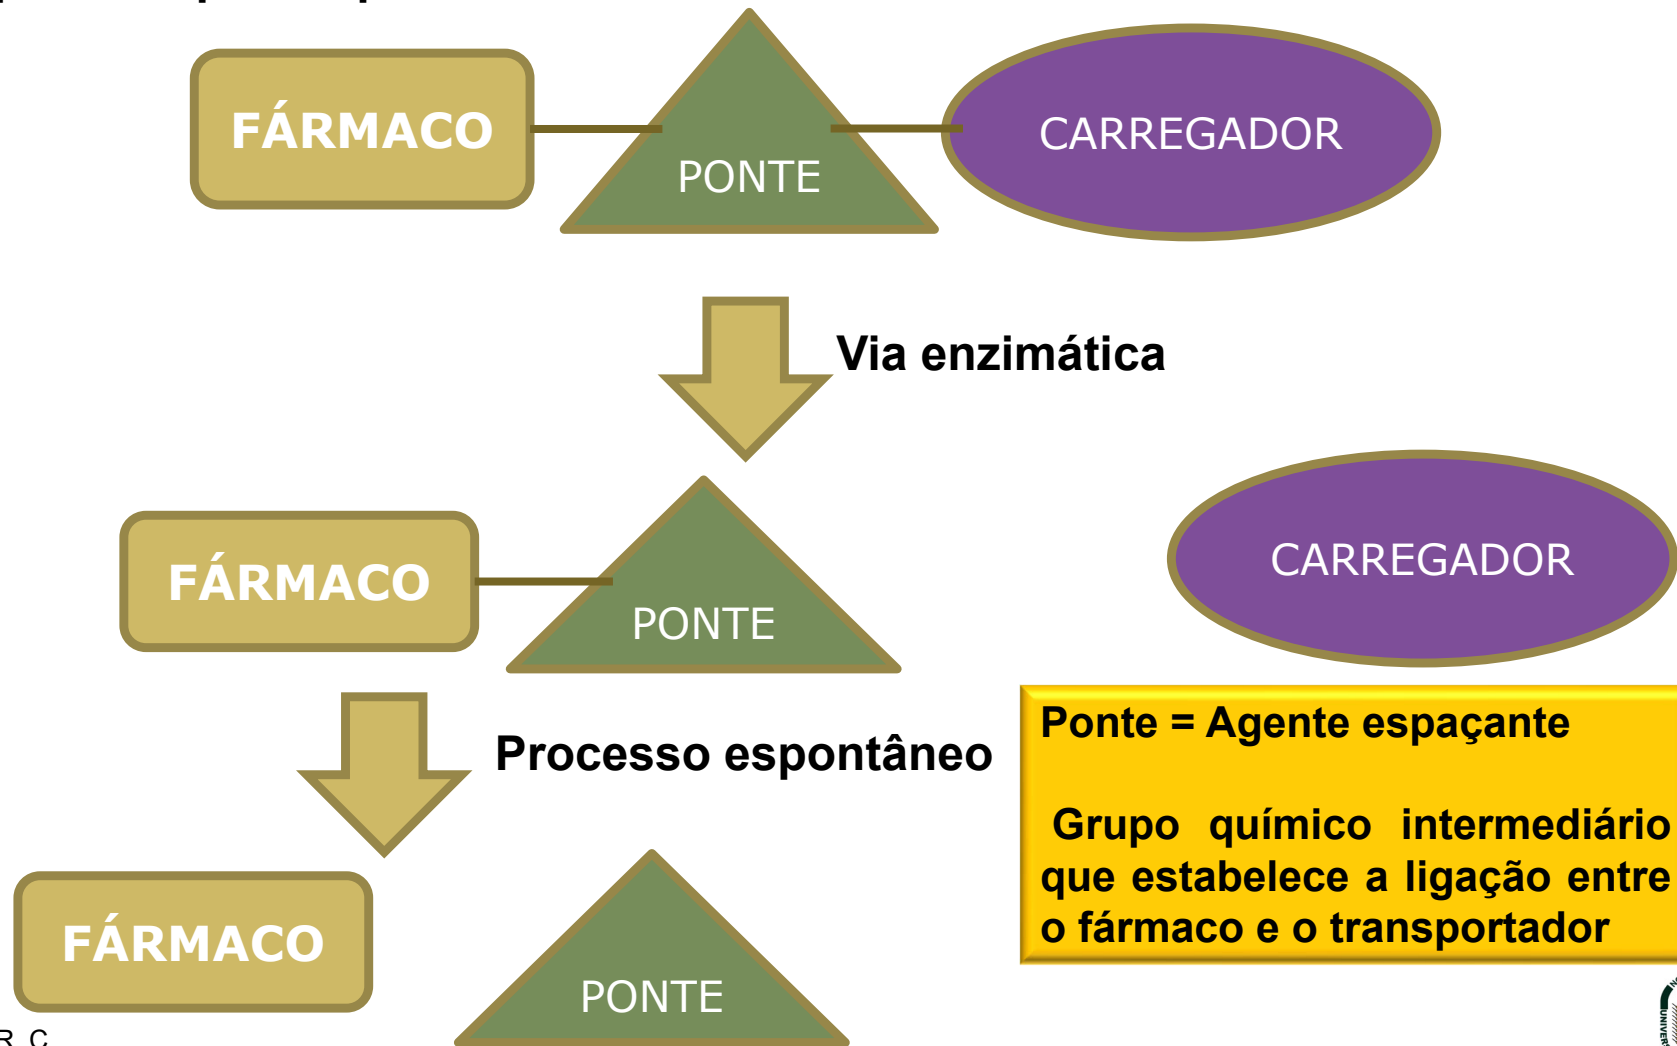 FÁRMACO
PONTE
CARREGADOR
Via enzimática
FÁRMACO
PONTE
CARREGADOR
Processo espontâneo
Ponte = Agente espaçante
Grupo químico intermediário
que estabelece a ligação entre
o fármaco e o transportador
FÁRMACO
PONTE